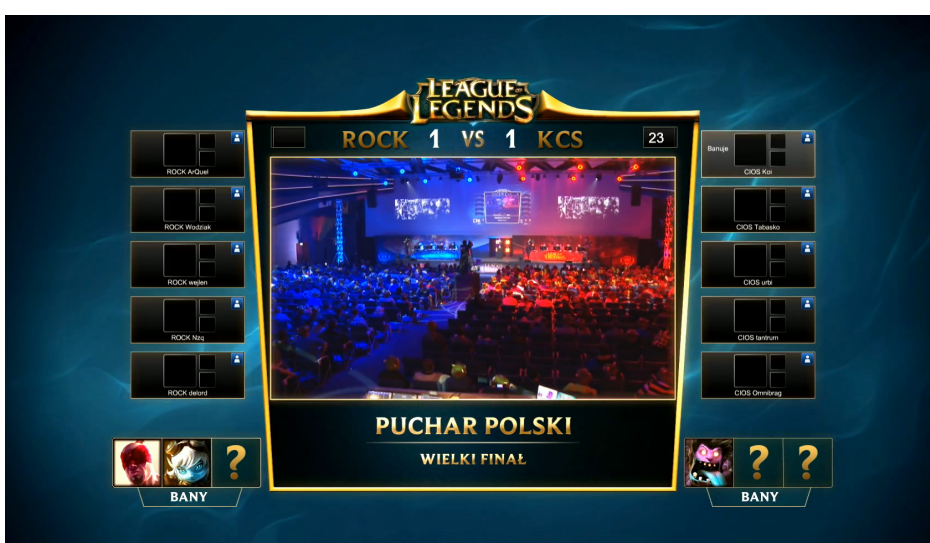 LEAGUE OF
LEGENDS
ROCK 1 VS 1 KCS
23
ROCK ArQuel
ROCK Wodziak
ROCK wejlen
ROCK Nzq
ROCK delord
Banuje
CIOS Koi
CIOS Tabasko
CIOS urbi
CIOS tantrum
CIOS Omnibrag
PUCHAR POLSKI
WIELKI FINAŁ
? 
BANY
? ?
BANY